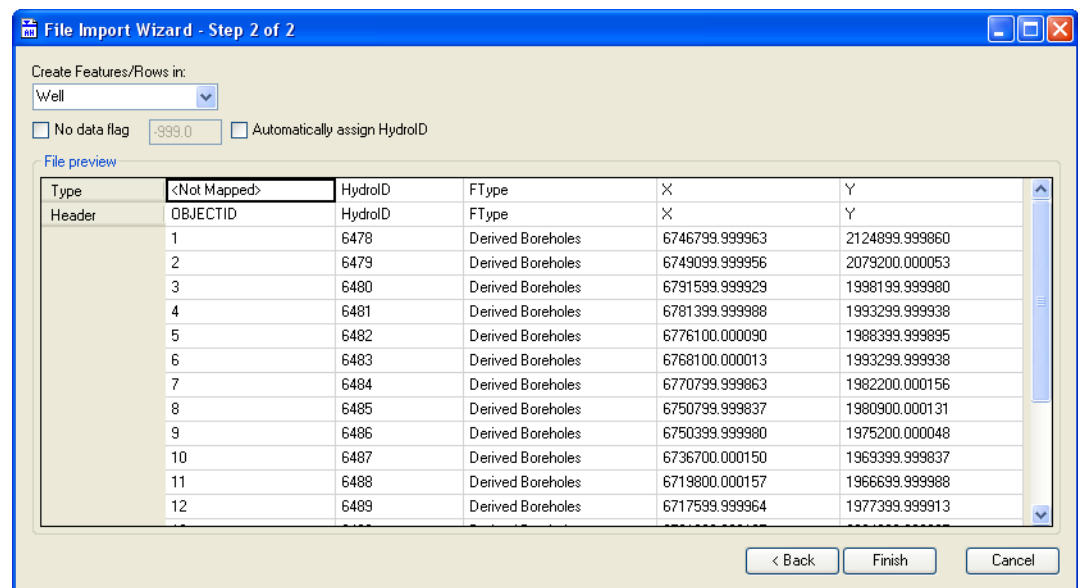 File Import Wizard - Step 2 of 2
Create Features/Rows in:
Well
No data flag -999.0 Automatically assign HydroID
File preview
Type <Not Mapped> HydroID FType X Y
Header OBJECTID HydroID FType X Y
1 6478 Derived Boreholes 6746799.999963 2124899.999860
2 6479 Derived Boreholes 6749099.999956 2079200.000053
3 6480 Derived Boreholes 6791599.999929 1998199.999980
4 6481 Derived Boreholes 6781399.999988 1993299.999938
5 6482 Derived Boreholes 6776100.000090 1988399.999895
6 6483 Derived Boreholes 6768100.000013 1993299.999938
7 6484 Derived Boreholes 6770799.999863 1982200.000156
8 6485 Derived Boreholes 6750799.999837 1980900.000131
9 6486 Derived Boreholes 6750399.999980 1975200.000048
10 6487 Derived Boreholes 6736700.000150 1969399.999837
11 6488 Derived Boreholes 6719800.000157 1966699.999988
12 6489 Derived Boreholes 6717599.999964 1977399.999913
< Back Finish Cancel